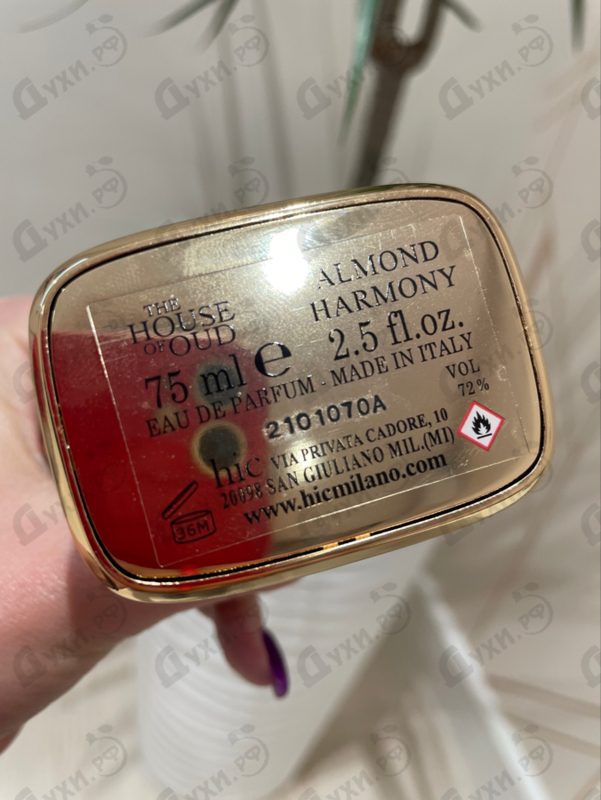 THE
HOUSE
OF OUD
ALMOND
HARMONY
75 ml e 2.5 fl.oz.
EAU DE PARFUM - MADE IN ITALY
2101070A
VOL
72%
hic VIA PRIVATA CADORE, 10
20098 SAN GIULIANO MIL.(MI)
www.hicmilano.com
36M
Духи.РФ